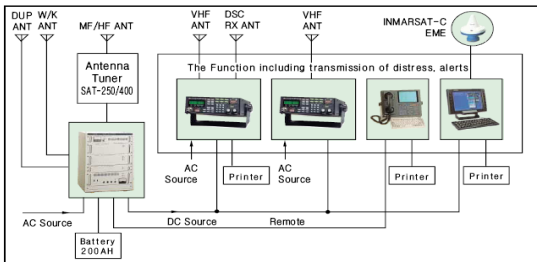 DUP
ANT
W/K
ANT
MF/HF ANT
VHF
ANT
DSC
RX ANT
VHF
ANT
INMARSAT-C
EME
Antenna
Tuner
SAT-250/400
The Function including transmission of distress, alerts
AC
Source
Printer
AC
Source
Printer
Printer
AC Source
DC Source
Remote
Battery
200AH